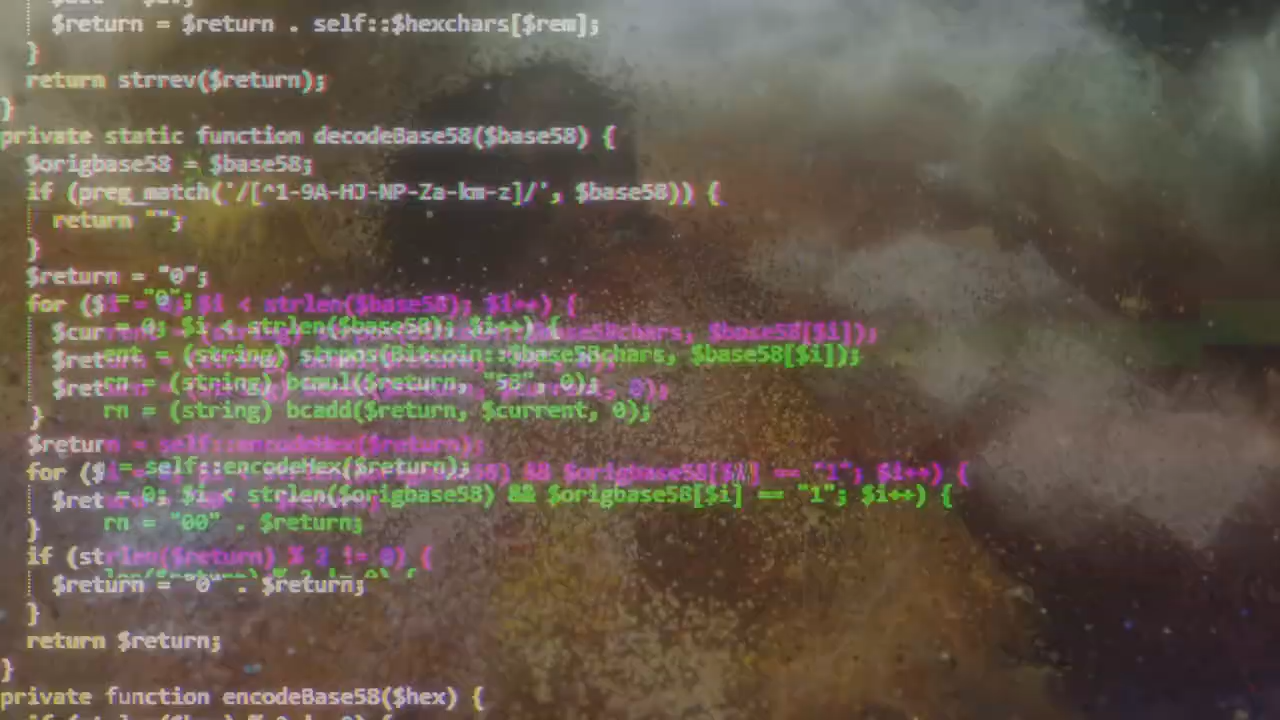 $return = $return . self::$hexchars[$rem];
}
return strrev($return);
}
private static function decodeBase58($base58) {
$origbase58 = $base58;
if (preg_match('/[^1-9A-HJ-NP-Za-km-z]/', $base58)) {
return "";
}
$return = "0";
for ($i = 0; $i < strlen($base58); $i++) {
$current = (string) strpos(Bitcoin::$base58chars, $base58[$i]);
$return = (string) bcmul($return, "58", 0);
$return = (string) bcadd($return, $current, 0);
}
$return = self::encodeHex($return);
for ($i = 0; $i < strlen($origbase58) && $origbase58[$i] == "1"; $i++) {
$return = "00" . $return;
}
if (strlen($return) % 2 != 0) {
$return = "0" . $return;
}
return $return;
}
private function encodeBase58($hex) {